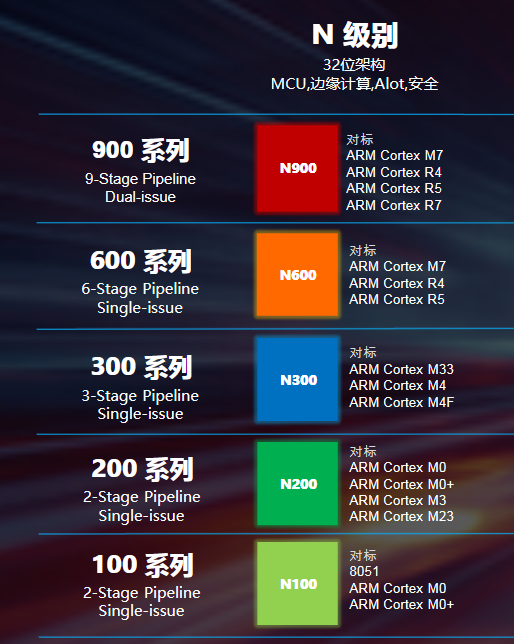 N 级别
32位架构
MCU,边缘计算,AIot,安全
900 系列
9-Stage Pipeline
Dual-issue
N900
对标
ARM Cortex M7
ARM Cortex R4
ARM Cortex R5
ARM Cortex R7
600 系列
6-Stage Pipeline
Single-issue
N600
对标
ARM Cortex M7
ARM Cortex R4
ARM Cortex R5
300 系列
3-Stage Pipeline
Single-issue
N300
对标
ARM Cortex M33
ARM Cortex M4
ARM Cortex M4F
200 系列
2-Stage Pipeline
Single-issue
N200
对标
ARM Cortex M0
ARM Cortex M0+
ARM Cortex M3
ARM Cortex M23
100 系列
2-Stage Pipeline
Single-issue
N100
对标
8051
ARM Cortex M0
ARM Cortex M0+